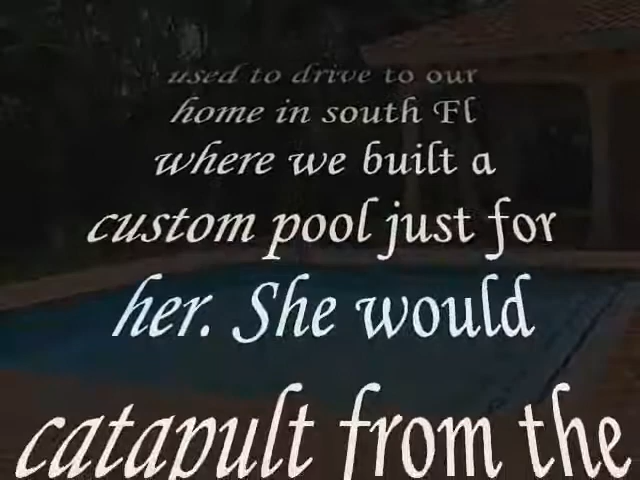 used to drive to our
home in south Fl
where we built a
custom pool just for
her. She would
catapult from the